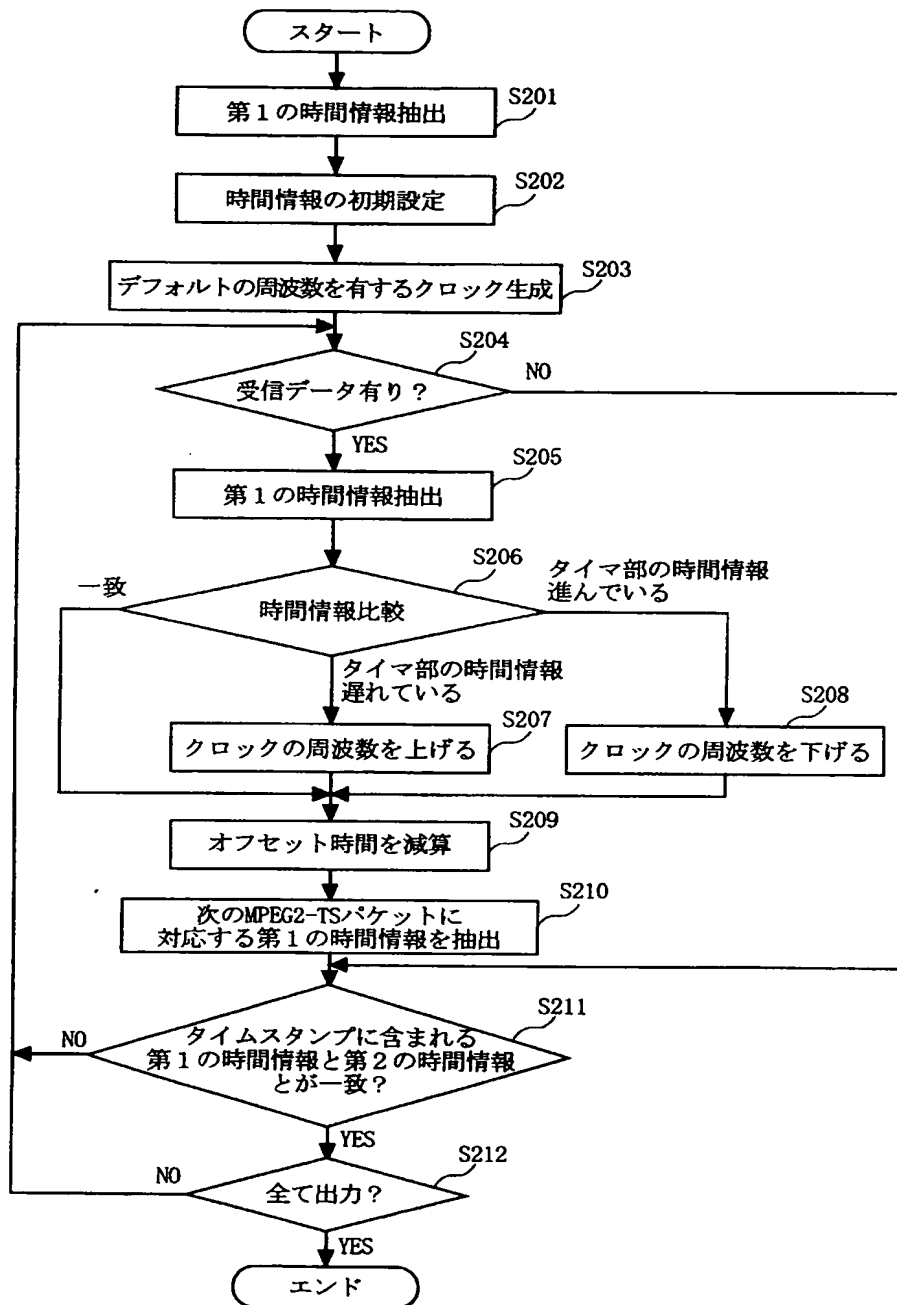 スタート
S201
第1の時間情報抽出
S202
時間情報の初期設定
S203
デフォルトの周波数を有するクロック生成
S204
受信データ有り?
NO
YES
S205
第1の時間情報抽出
S206
時間情報比較
一致
タイマ部の時間情報
進んでいる
タイマ部の時間情報
遅れている
S207
クロックの周波数を上げる
S208
クロックの周波数を下げる
S209
オフセット時間を減算
S210
次のMPEG2-TSパケットに
対応する第1の時間情報を抽出
S211
タイムスタンプに含まれる
第1の時間情報と第2の時間情報
とが一致?
NO
YES
S212
全て出力?
NO
YES
エンド